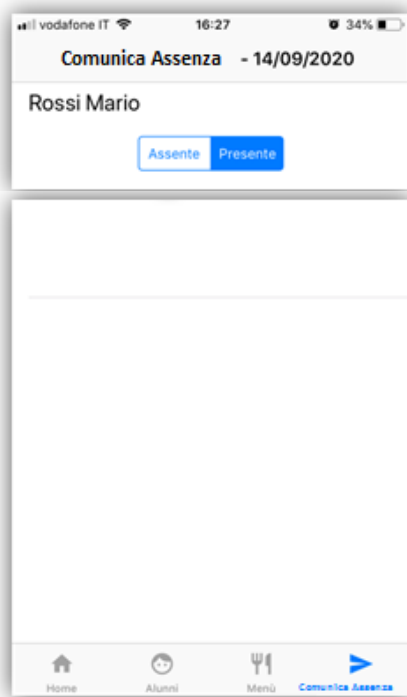 vodafone IT 16:27 34%
Comunica Assenza - 14/09/2020
Rossi Mario
Assente Presente
Home Alunni Menù Comunica Assenza